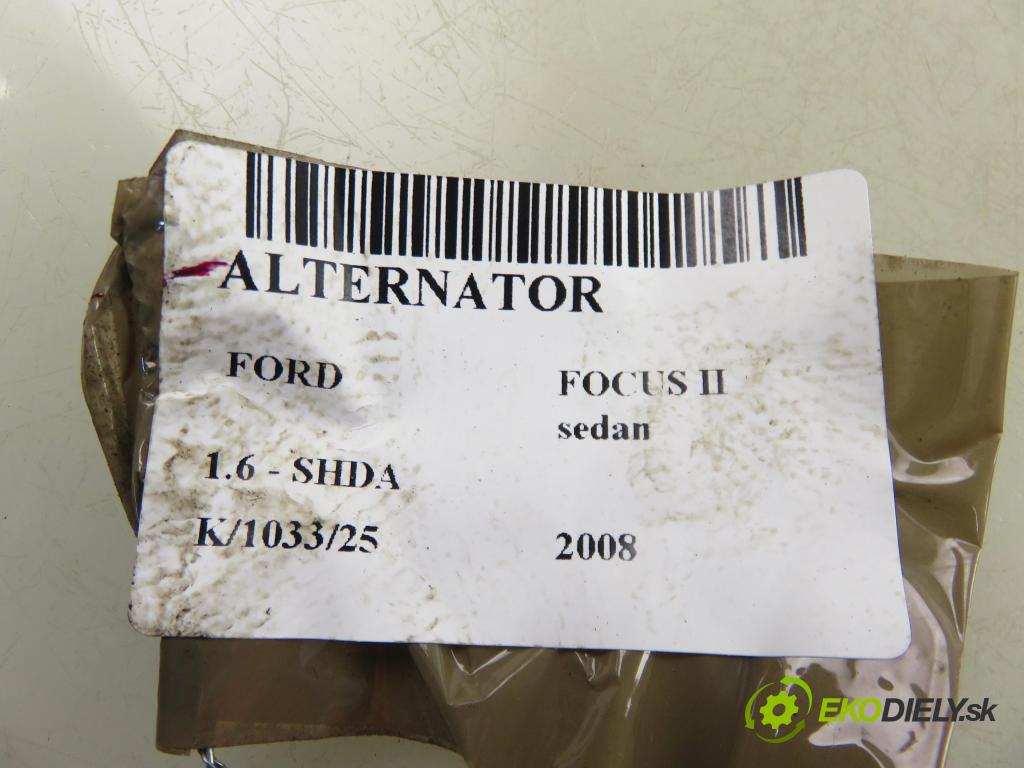 ALTERNATOR
FORD FOCUS II
sedan
1.6 - SHDA
K/1033/25 2008
EKODIELY.sk